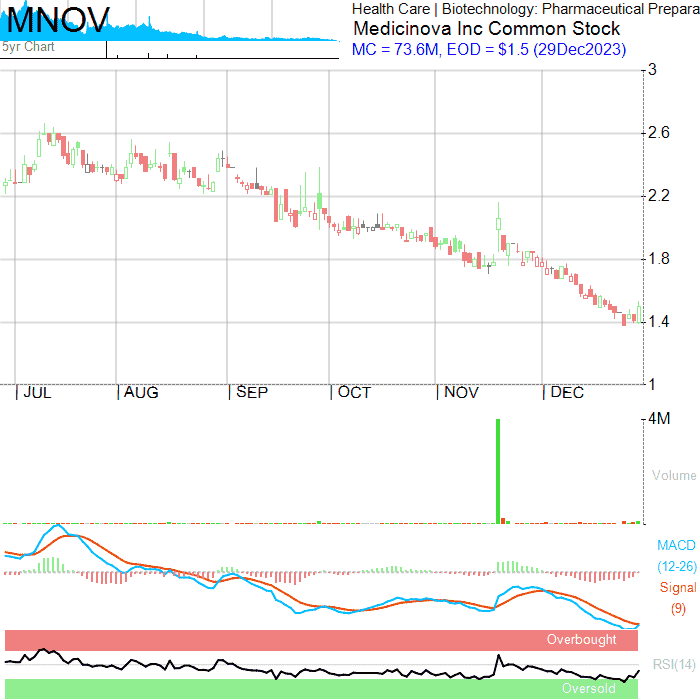 MNOV
Health Care | Biotechnology: Pharmaceutical Prepara
Medicinova Inc Common Stock
5yr Chart
MC = 73.6M, EOD = $1.5 (29Dec2023)
3
2.6
2.2
1.8
1.4
1
JUL
AUG
SEP
OCT
NOV
DEC
4M
Volume
MACD
(12-26)
Signal
(9)
Overbought
RSI(14)
Oversold